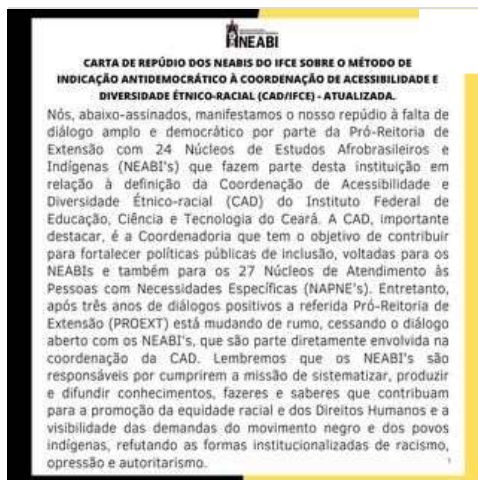 NEABI
CARTA DE REPÚDIO DOS NEABIS DO IFCE SOBRE O MÉTODO DE
INDICAÇÃO ANTIDEMOCRÁTICO À COORDENAÇÃO DE ACESSIBILIDADE E
DIVERSIDADE ÉTNICO-RACIAL (CAD/IFCE) - ATUALIZADA.
Nós, abaixo-assinados, manifestamos o nosso repúdio à falta de
diálogo amplo e democrático por parte da Pró-Reitoria de
Extensão com 24 Núcleos de Estudos Afrobrasileiros e
Indígenas (NEABI's) que fazem parte desta instituição em
relação à definição da Coordenação de Acessibilidade e
Diversidade Étnico-racial (CAD) do Instituto Federal de
Educação, Ciência e Tecnologia do Ceará. A CAD, importante
destacar, é a Coordenadoria que tem o objetivo de contribuir
para fortalecer políticas públicas de inclusão, voltadas para os
NEABIs e também para os 27 Núcleos de Atendimento às
Pessoas com Necessidades Específicas (NAPNE's). Entretanto,
após três anos de diálogos positivos a referida Pró-Reitoria de
Extensão (PROEXT) está mudando de rumo, cessando o diálogo
aberto com os NEABI's, que são parte diretamente envolvida na
coordenação da CAD. Lembremos que os NEABI's são
responsáveis por cumprirem a missão de sistematizar, produzir
e difundir conhecimentos, fazeres e saberes que contribuam
para a promoção da equidade racial e dos Direitos Humanos e a
visibilidade das demandas do movimento negro e dos povos
indígenas, refutando as formas institucionalizadas de racismo,
opressão e autoritarismo.